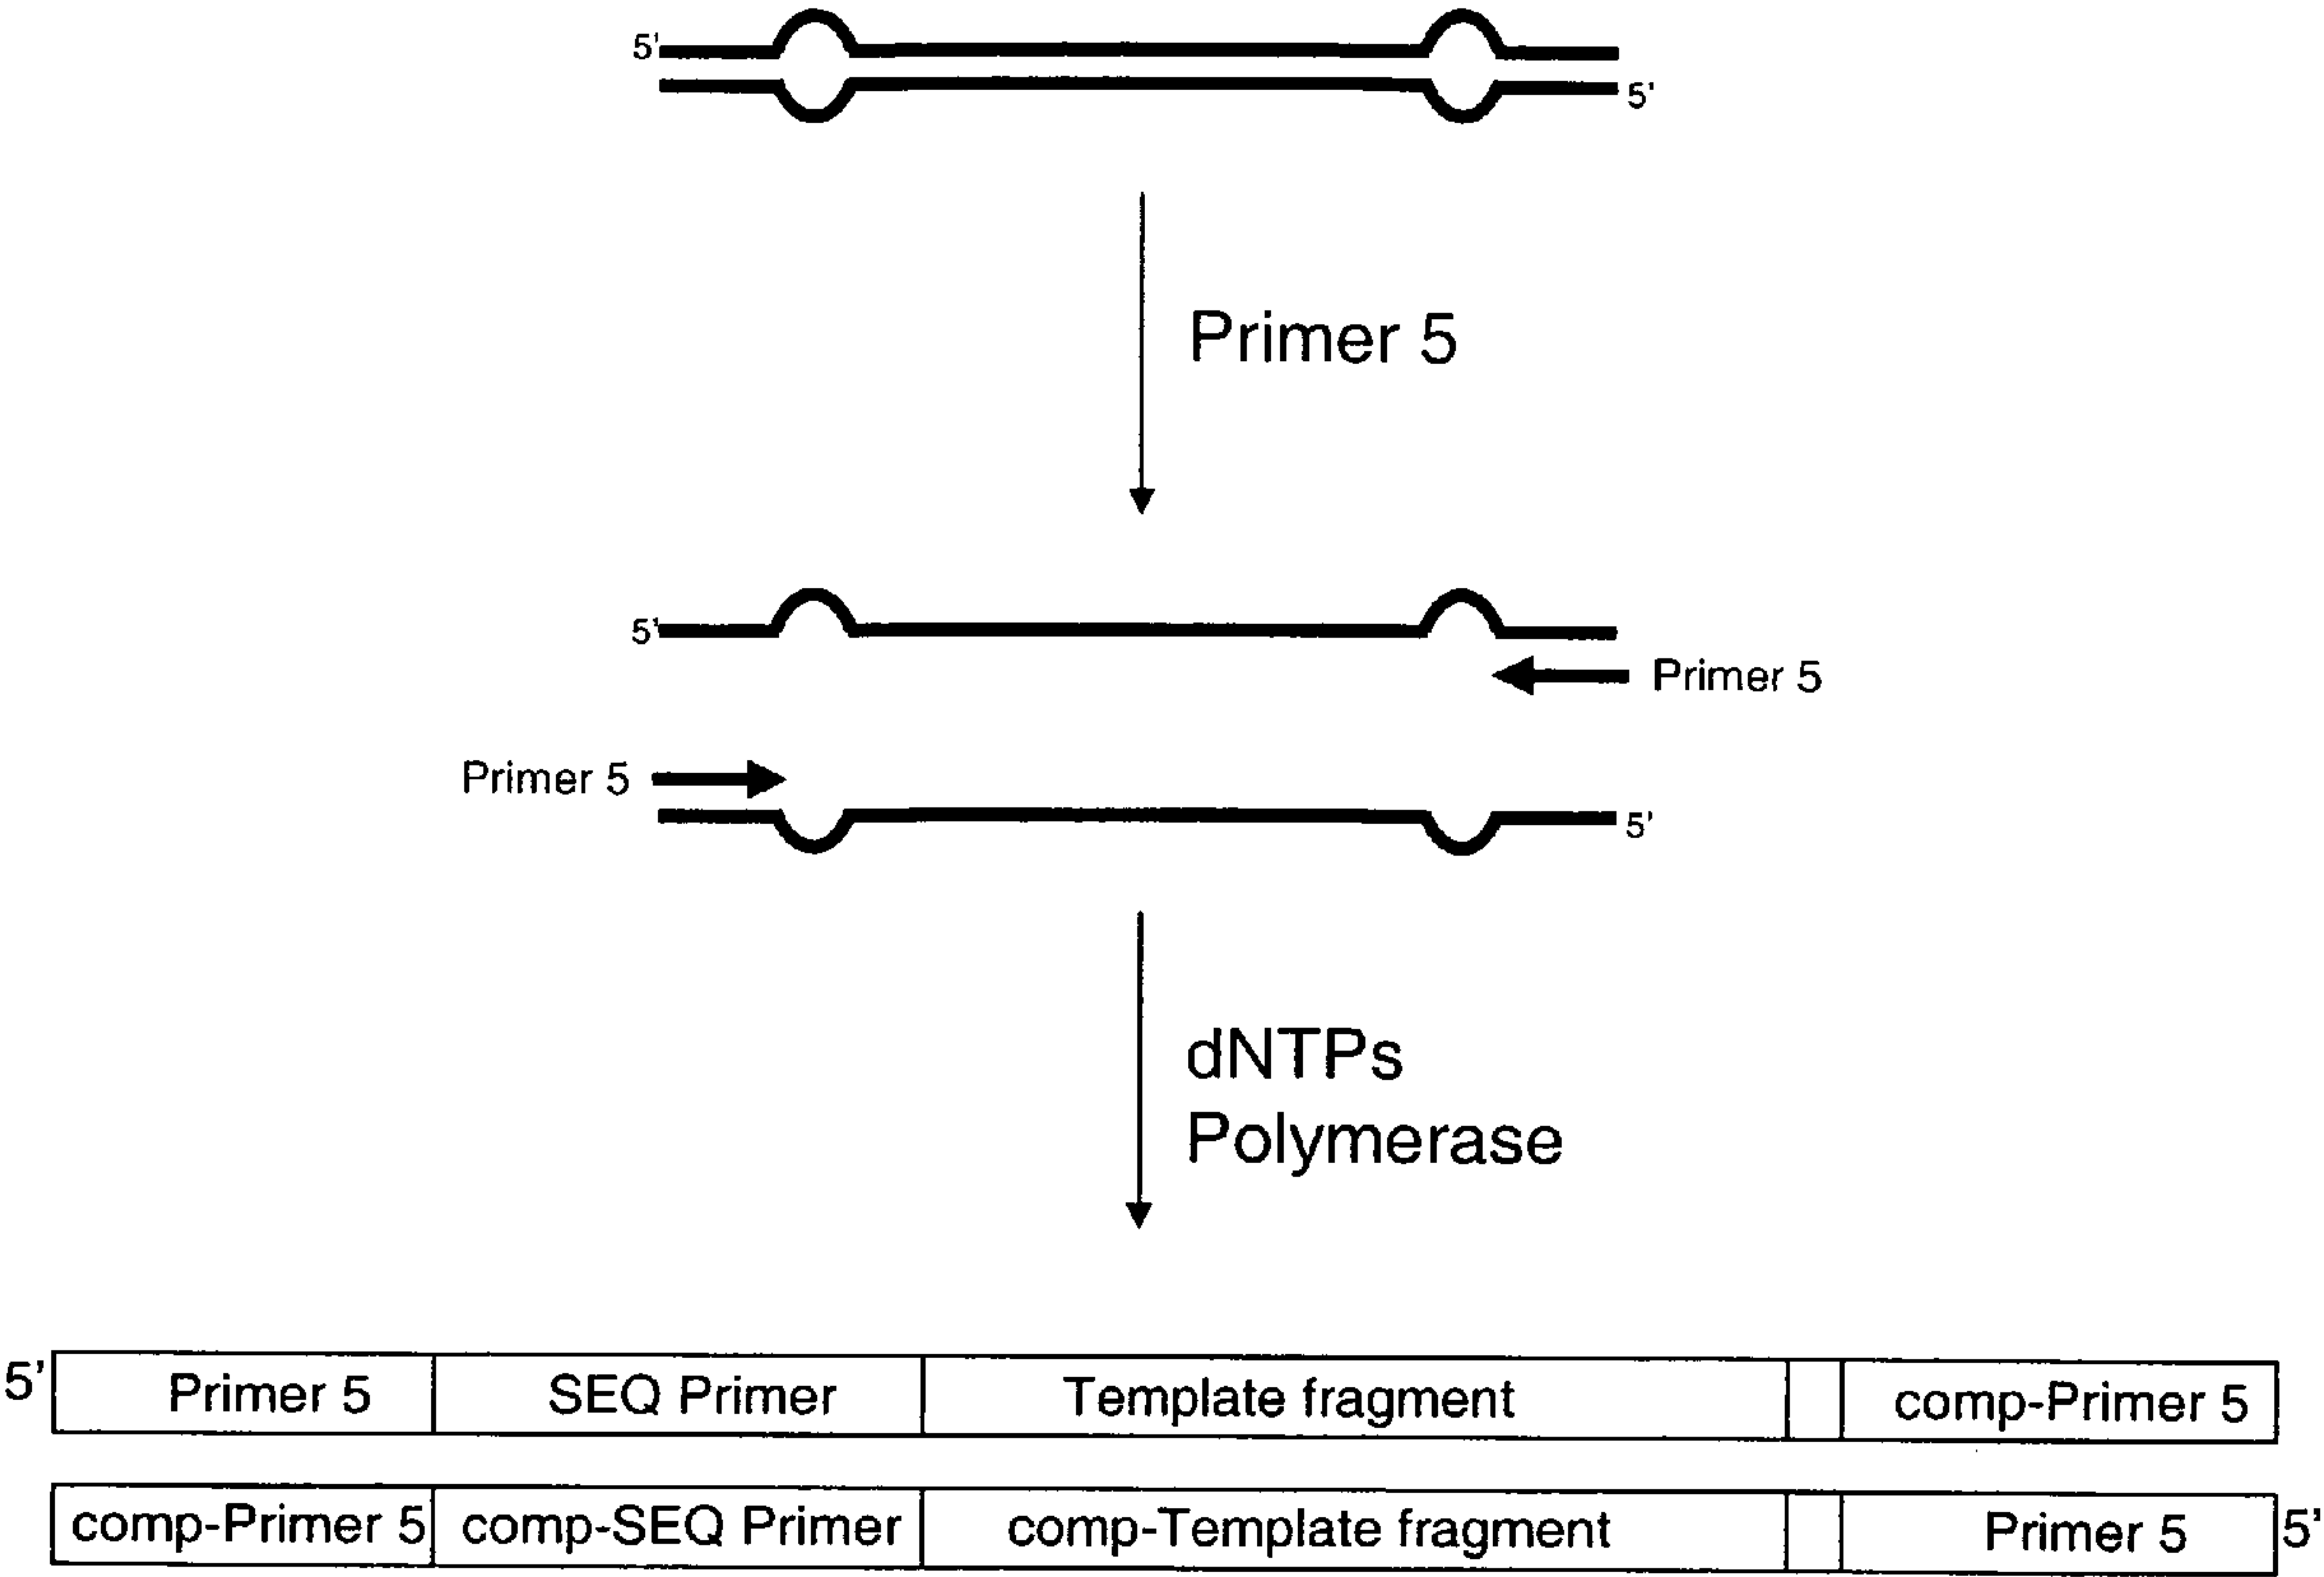 5'
5'
Primer 5
5'
Primer 5
Primer 5
5'
dNTPs
Polymerase
5' Primer 5 SEQ Primer Template fragment comp-Primer 5
comp-Primer 5 comp-SEQ Primer comp-Template fragment Primer 5 5'